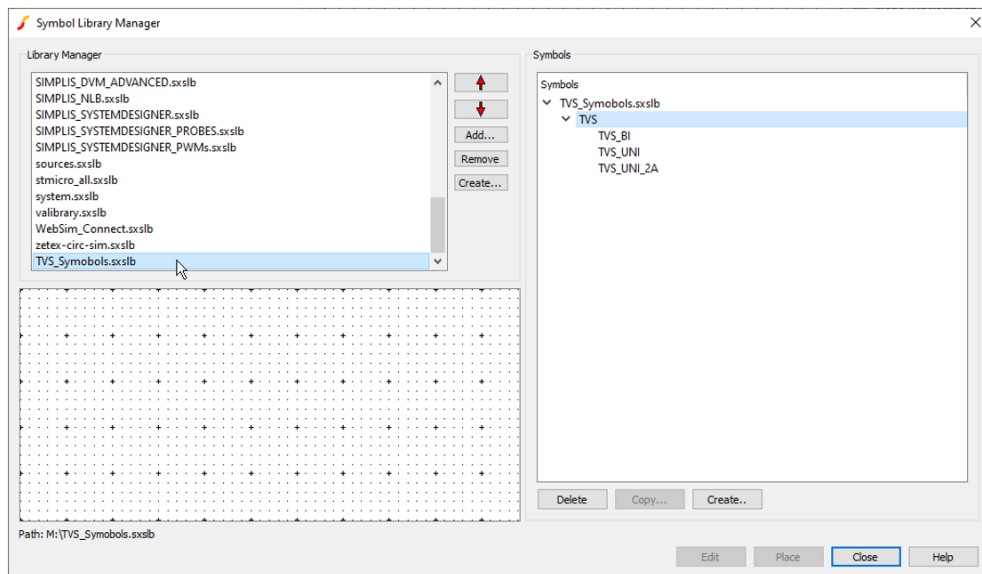 Symbol Library Manager
Library Manager
SIMPLIS_DVM_ADVANCED.sxslb
SIMPLIS_NLB.sxslb
SIMPLIS_SYSTEMDESIGNER.sxslb
SIMPLIS_SYSTEMDESIGNER_PROBES.sxslb
SIMPLIS_SYSTEMDESIGNER_PWMs.sxslb
sources.sxslb
stmicro_all.sxslb
system.sxslb
valibrary.sxslb
WebSim_Connect.sxslb
zetex-circ-sim.sxslb
TVS_Symobols.sxslb
Add...
Remove
Create...
Path: M:\TVS_Symobols.sxslb
Symbols
Symbols
TVS_Symobols.sxslb
TVS
TVS_BI
TVS_UNI
TVS_UNI_2A
Delete
Copy...
Create..
Edit
Place
Close
Help